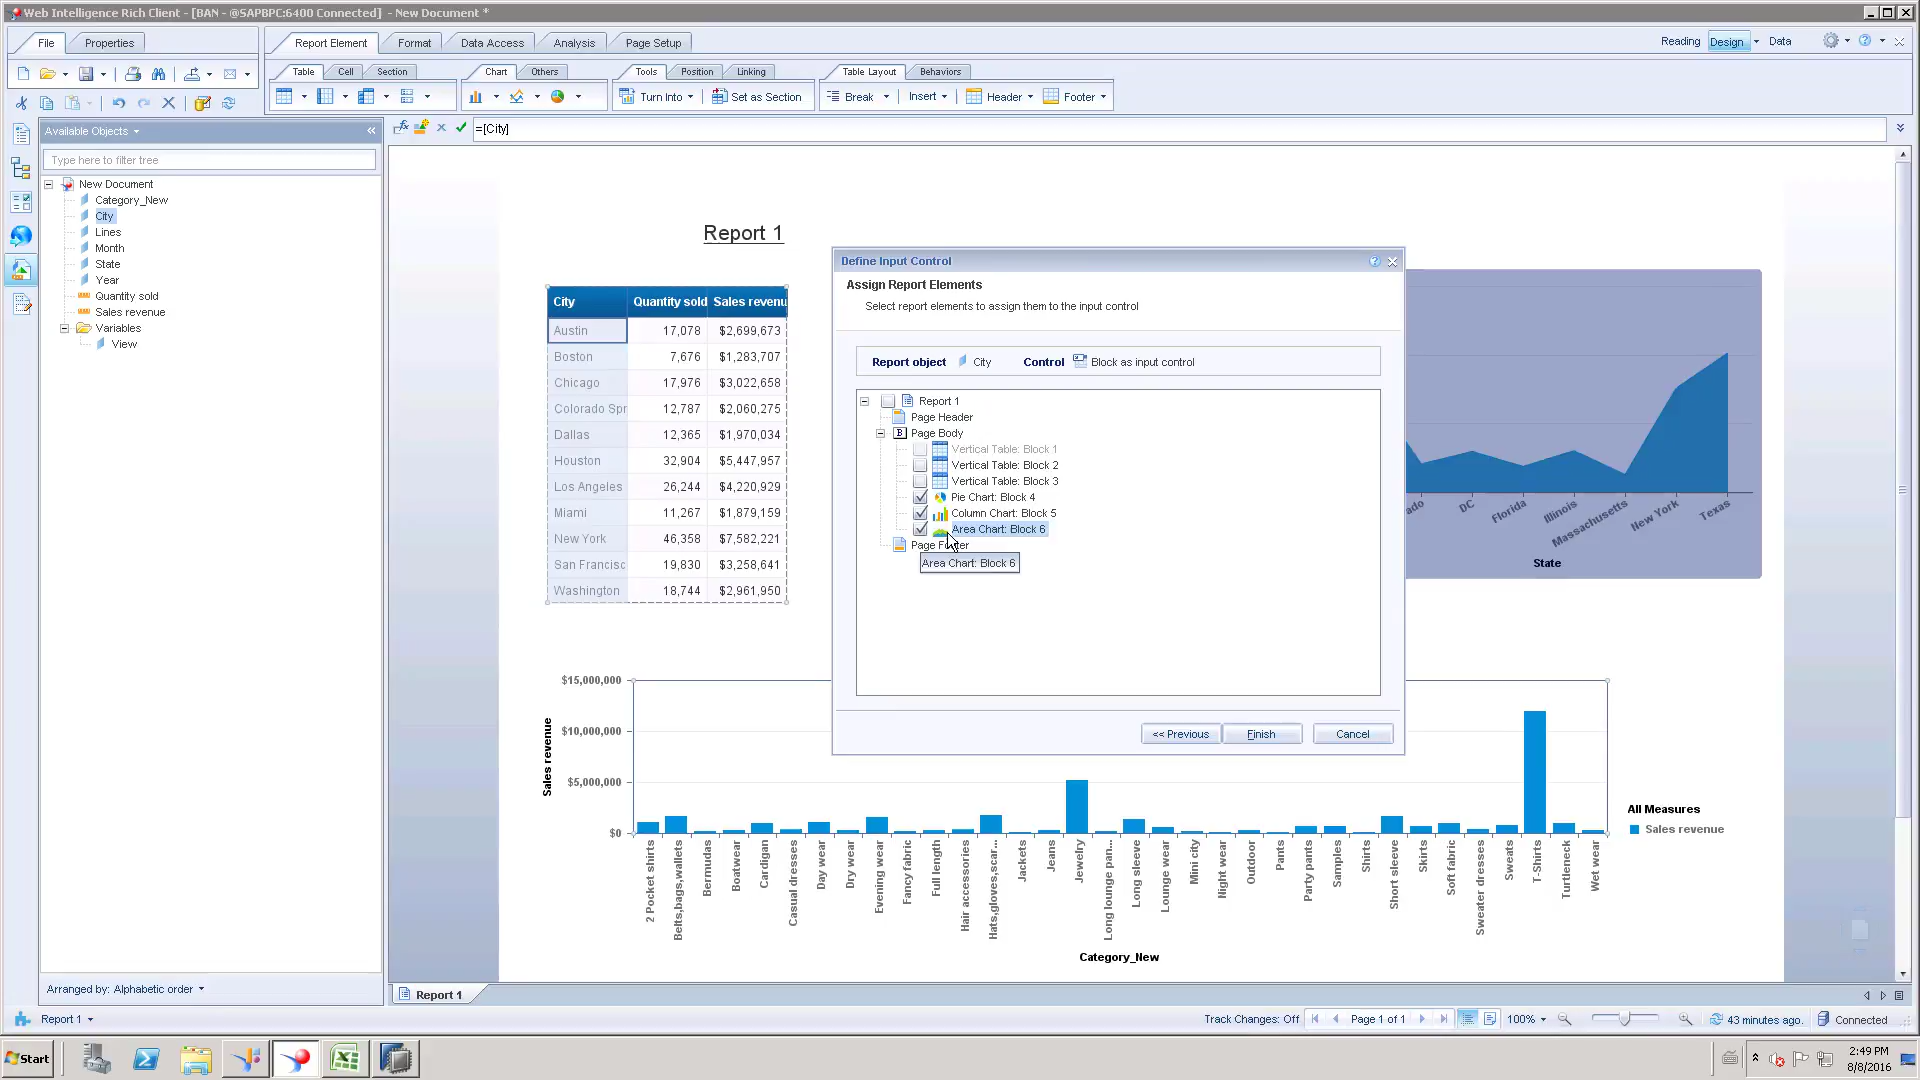 Web Intelligence Rich Client - [BAN - @SAPBPC:6400 Connected] - New Document *
File Properties Report Element Format Data Access Analysis Page Setup Reading Design Data
Table Cell Section Chart Others Tools Position Linking Table Layout Behaviors
Turn Into Set as Section Break Insert Header Footer
Available Objects
=[City]
Type here to filter tree
New Document
Category_New
City
Lines
Month
State
Year
Quantity sold
Sales revenue
Variables
View
Arranged by: Alphabetic order
Report 1
City Quantity sold Sales revenu
Austin 17,078 $2,699,673
Boston 7,676 $1,283,707
Chicago 17,976 $3,022,658
Colorado Spr 12,787 $2,060,275
Dallas 12,365 $1,970,034
Houston 32,904 $5,447,957
Los Angeles 26,244 $4,220,929
Miami 11,267 $1,879,159
New York 46,358 $7,582,221
San Francisc 19,830 $3,258,641
Washington 18,744 $2,961,950
Define Input Control
Assign Report Elements
Select report elements to assign them to the input control
Report object City Control Block as input control
Report 1
Page Header
B Page Body
Vertical Table: Block 1
Vertical Table: Block 2
Vertical Table: Block 3
Pie Chart: Block 4
Column Chart: Block 5
Area Chart: Block 6
Page Footer
Area Chart: Block 6
<< Previous Finish Cancel
ado DC Florida Illinois Massachusetts New York Texas
State
Sales revenue
$15,000,000
$10,000,000
$5,000,000
$0
2 Pocket shirts Belts,bags,wallets Bermudas Boatwear Cardigan Casual dresses Day wear Dry wear Evening wear Fancy fabric Full length Hair accessories Hats,gloves,scar... Jackets Jeans Jewelry Long lounge pan... Long sleeve Lounge wear Mini city Night wear Outdoor Pants Party pants Samples Shirts Short sleeve Skirts Soft fabric Sweater dresses Sweats T-Shirts Turtleneck Wet wear
Category_New
All Measures
Sales revenue
Report 1
Report 1 Track Changes: Off Page 1 of 1 100% 43 minutes ago. Connected
Start 2:49 PM
8/8/2016